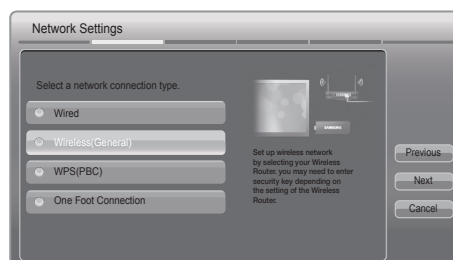 Network Settings
Select a network connection type.
Wired
Wireless(General)
WPS(PBC)
One Foot Connection
SAMSUNG
Set up wireless network
by selecting your Wireless
Router. you may need to enter
security key depending on
the setting of the Wireless
Router.
Previous
Next
Cancel